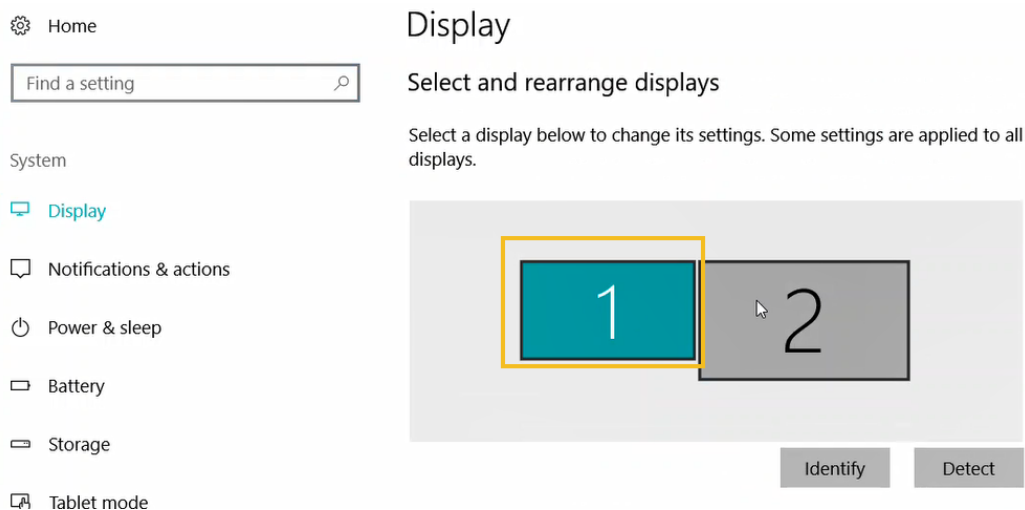 Home
Find a setting
System
Display
Notifications & actions
Power & sleep
Battery
Storage
Tablet mode
Display
Select and rearrange displays
Select a display below to change its settings. Some settings are applied to all
displays.
1
2
Identify
Detect